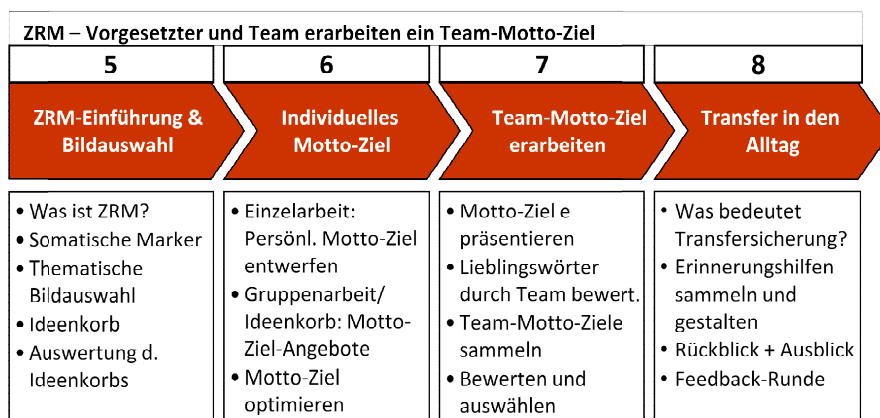 ZRM – Vorgesetzter und Team erarbeiten ein Team-Motto-Ziel
5
ZRM-Einführung &
Bildauswahl
• Was ist ZRM?
• Somatische Marker
• Thematische
Bildauswahl
• Ideenkorb
• Auswertung d.
Ideenkorbs
6
Individuelles
Motto-Ziel
• Einzelarbeit:
Persönl. Motto-Ziel
entwerfen
• Gruppenarbeit/
Ideenkorb: Motto-
Ziel-Angebote
• Motto-Ziel
optimieren
7
Team-Motto-Ziel
erarbeiten
• Motto-Ziel e
präsentieren
• Lieblingswörter
durch Team bewert.
• Team-Motto-Ziele
sammeln
• Bewerten und
auswählen
8
Transfer in den
Alltag
• Was bedeutet
Transfersicherung?
• Erinnerungshilfen
sammeln und
gestalten
• Rückblick + Ausblick
• Feedback-Runde